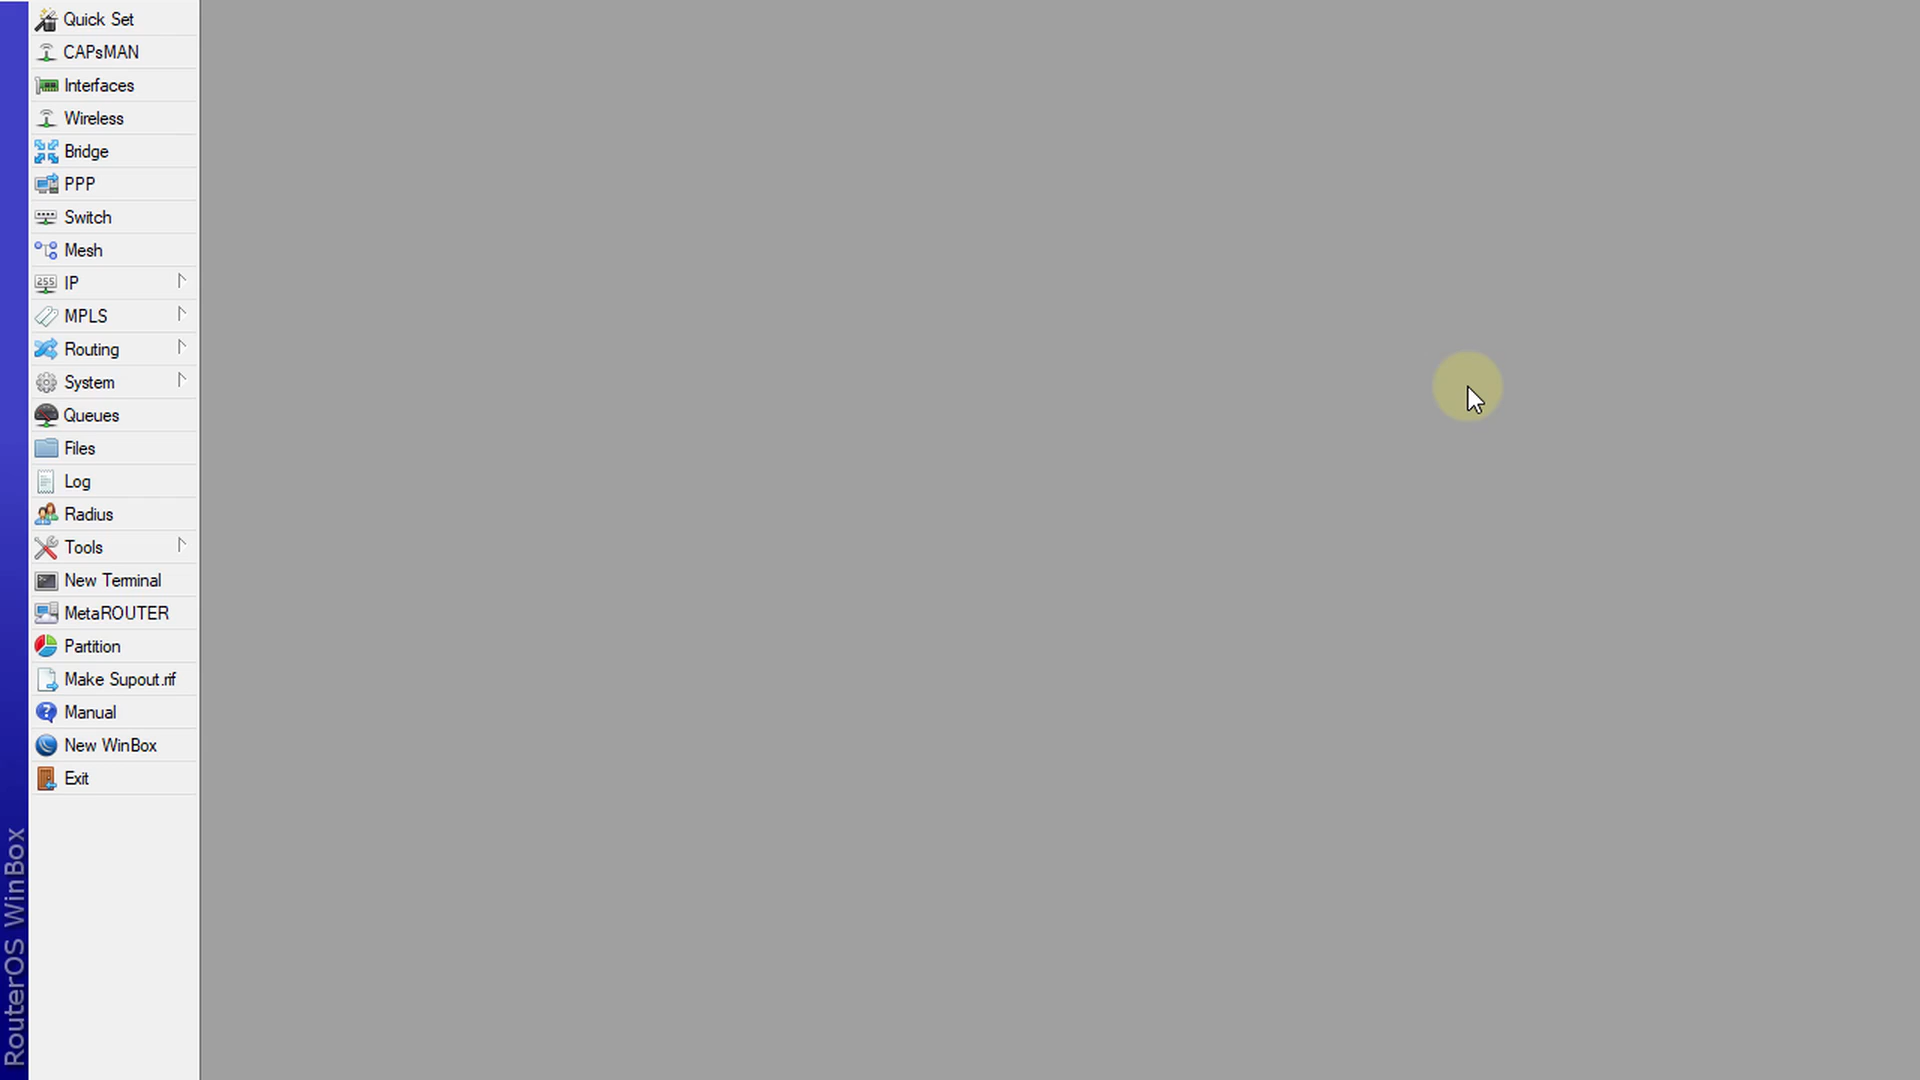 Quick Set
CAPsMAN
Interfaces
Wireless
Bridge
PPP
Switch
Mesh
255 IP
MPLS
Routing
System
Queues
Files
Log
Radius
Tools
New Terminal
MetaROUTER
Partition
Make Supout.rif
Manual
New WinBox
Exit
RouterOS WinBox